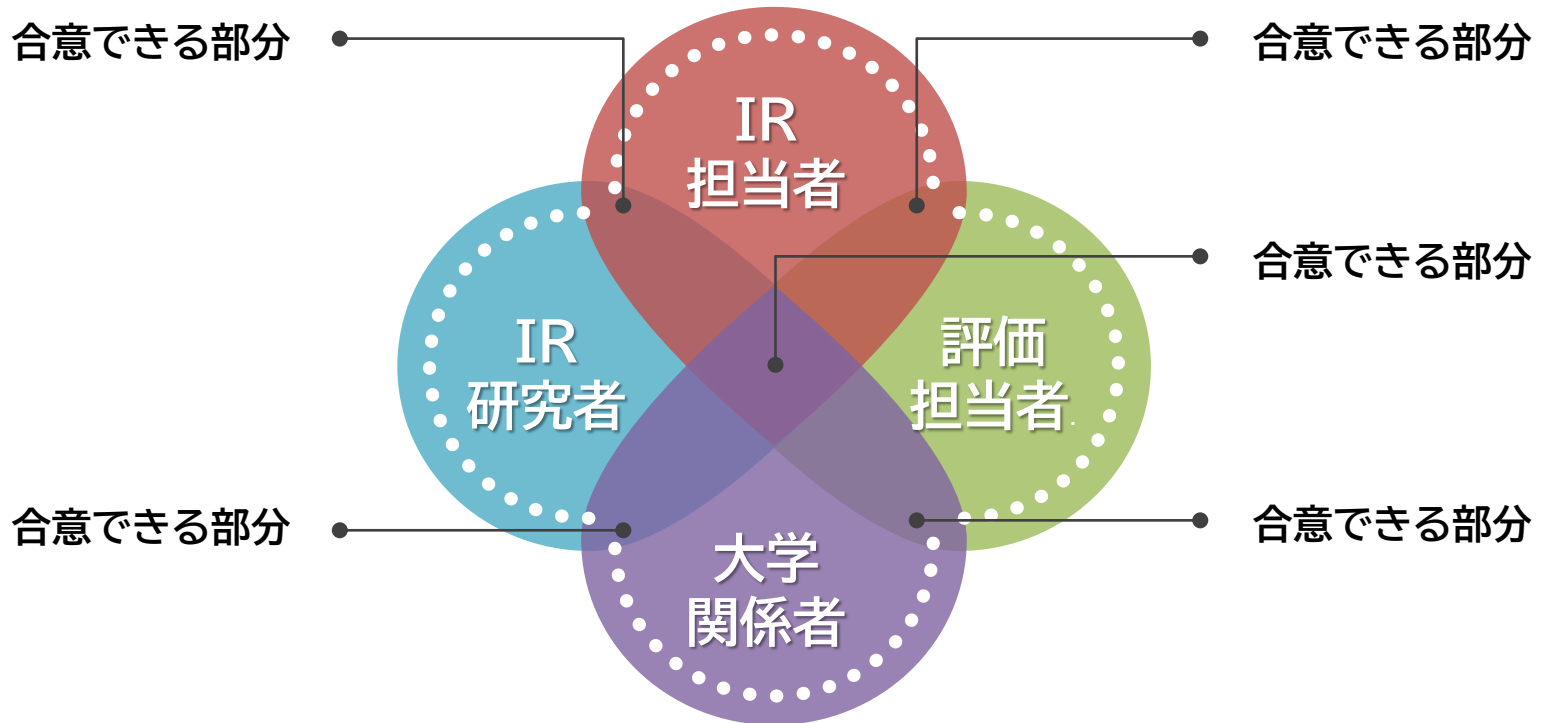 合意できる部分
合意できる部分
IR
担当者
合意できる部分
IR
研究者
評価
担当者.
合意できる部分
合意できる部分
大学
関係者